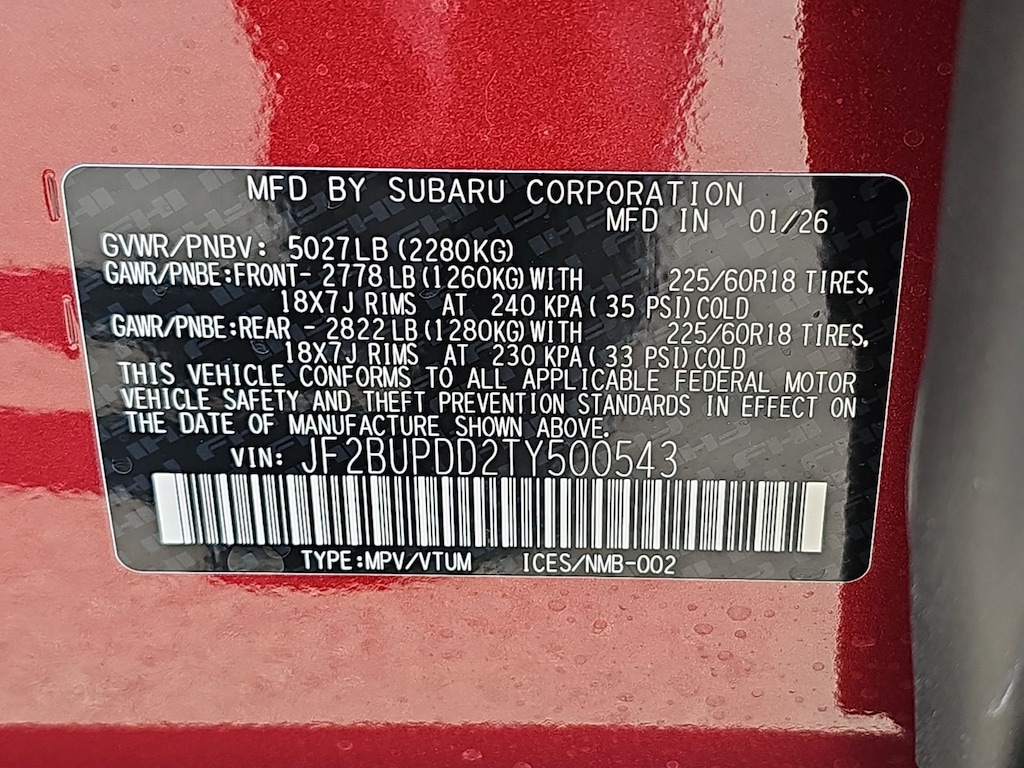 MFD BY SUBARU CORPORATION
MFD IN 01/26
GVWR/PNBV: 5027LB (2280KG)
GAWR/PNBE:FRONT- 2778 LB (1260KG) WITH 225/60R18 TIRES,
18X7J RIMS AT 240 KPA ( 35 PSI) COLD
GAWR/PNBE:REAR - 2822 LB (1280KG) WITH 225/60R18 TIRES,
18X7J RIMS AT 230 KPA ( 33 PSI) COLD
THIS VEHICLE CONFORMS TO ALL APPLICABLE FEDERAL MOTOR
VEHICLE SAFETY AND THEFT PREVENTION STANDARDS IN EFFECT ON
THE DATE OF MANUFACTURE SHOWN ABOVE.
VIN: JF2BUPDD2TY500543
TYPE:MPV/VTUM ICES/NMB-002